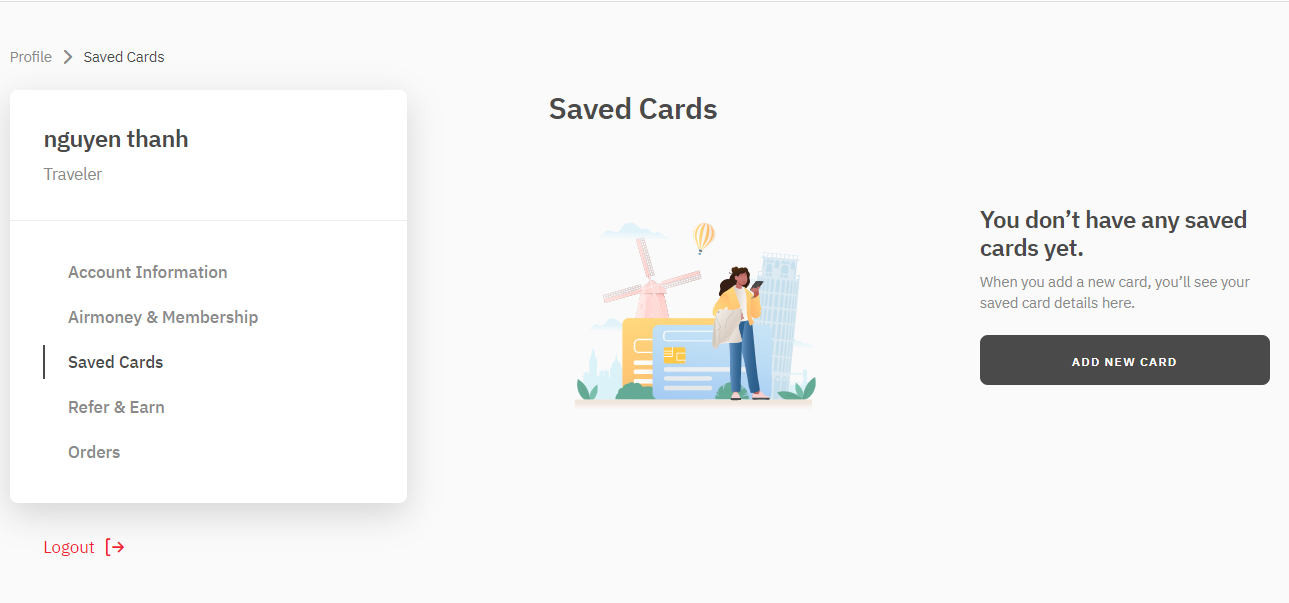 Profile > Saved Cards
nguyen thanh
Traveler
Account Information
Airmoney & Membership
Saved Cards
Refer & Earn
Orders
Logout
Saved Cards
You don’t have any saved
cards yet.
When you add a new card, you’ll see your
saved card details here.
ADD NEW CARD